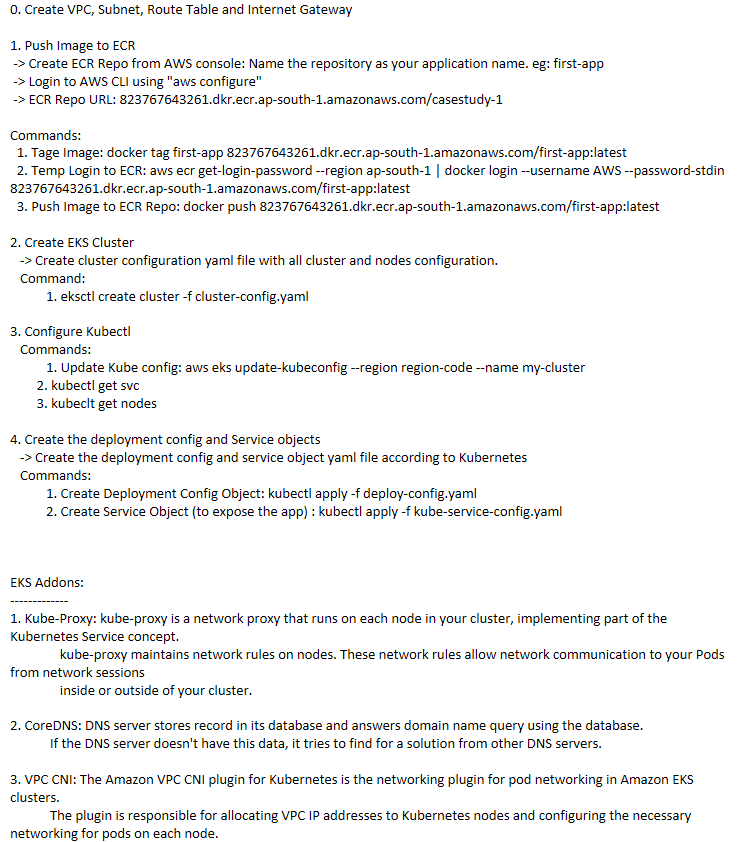 0. Create VPC, Subnet, Route Table and Internet Gateway
1. Push Image to ECR
-> Create ECR Repo from AWS console: Name the repository as your application name. eg: first-app
-> Login to AWS CLI using "aws configure"
-> ECR Repo URL: 823767643261.dkr.ecr.ap-south-1.amazonaws.com/casestudy-1
Commands:
1. Tage Image: docker tag first-app 823767643261.dkr.ecr.ap-south-1.amazonaws.com/first-app:latest
2. Temp Login to ECR: aws ecr get-login-password --region ap-south-1 | docker login --username AWS --password-stdin
823767643261.dkr.ecr.ap-south-1.amazonaws.com/first-app:latest
3. Push Image to ECR Repo: docker push 823767643261.dkr.ecr.ap-south-1.amazonaws.com/first-app:latest
2. Create EKS Cluster
-> Create cluster configuration yaml file with all cluster and nodes configuration.
Command:
1. eksctl create cluster -f cluster-config.yaml
3. Configure Kubectl
Commands:
1. Update Kube config: aws eks update-kubeconfig --region region-code --name my-cluster
2. kubectl get svc
3. kubeclt get nodes
4. Create the deployment config and Service objects
-> Create the deployment config and service object yaml file according to Kubernetes
Commands:
1. Create Deployment Config Object: kubectl apply -f deploy-config.yaml
2. Create Service Object (to expose the app) : kubectl apply -f kube-service-config.yaml
EKS Addons:
-------------
1. Kube-Proxy: kube-proxy is a network proxy that runs on each node in your cluster, implementing part of the
Kubernetes Service concept.
kube-proxy maintains network rules on nodes. These network rules allow network communication to your Pods
from network sessions
inside or outside of your cluster.
2. CoreDNS: DNS server stores record in its database and answers domain name query using the database.
If the DNS server doesn't have this data, it tries to find for a solution from other DNS servers.
3. VPC CNI: The Amazon VPC CNI plugin for Kubernetes is the networking plugin for pod networking in Amazon EKS
clusters.
The plugin is responsible for allocating VPC IP addresses to Kubernetes nodes and configuring the necessary
networking for pods on each node.